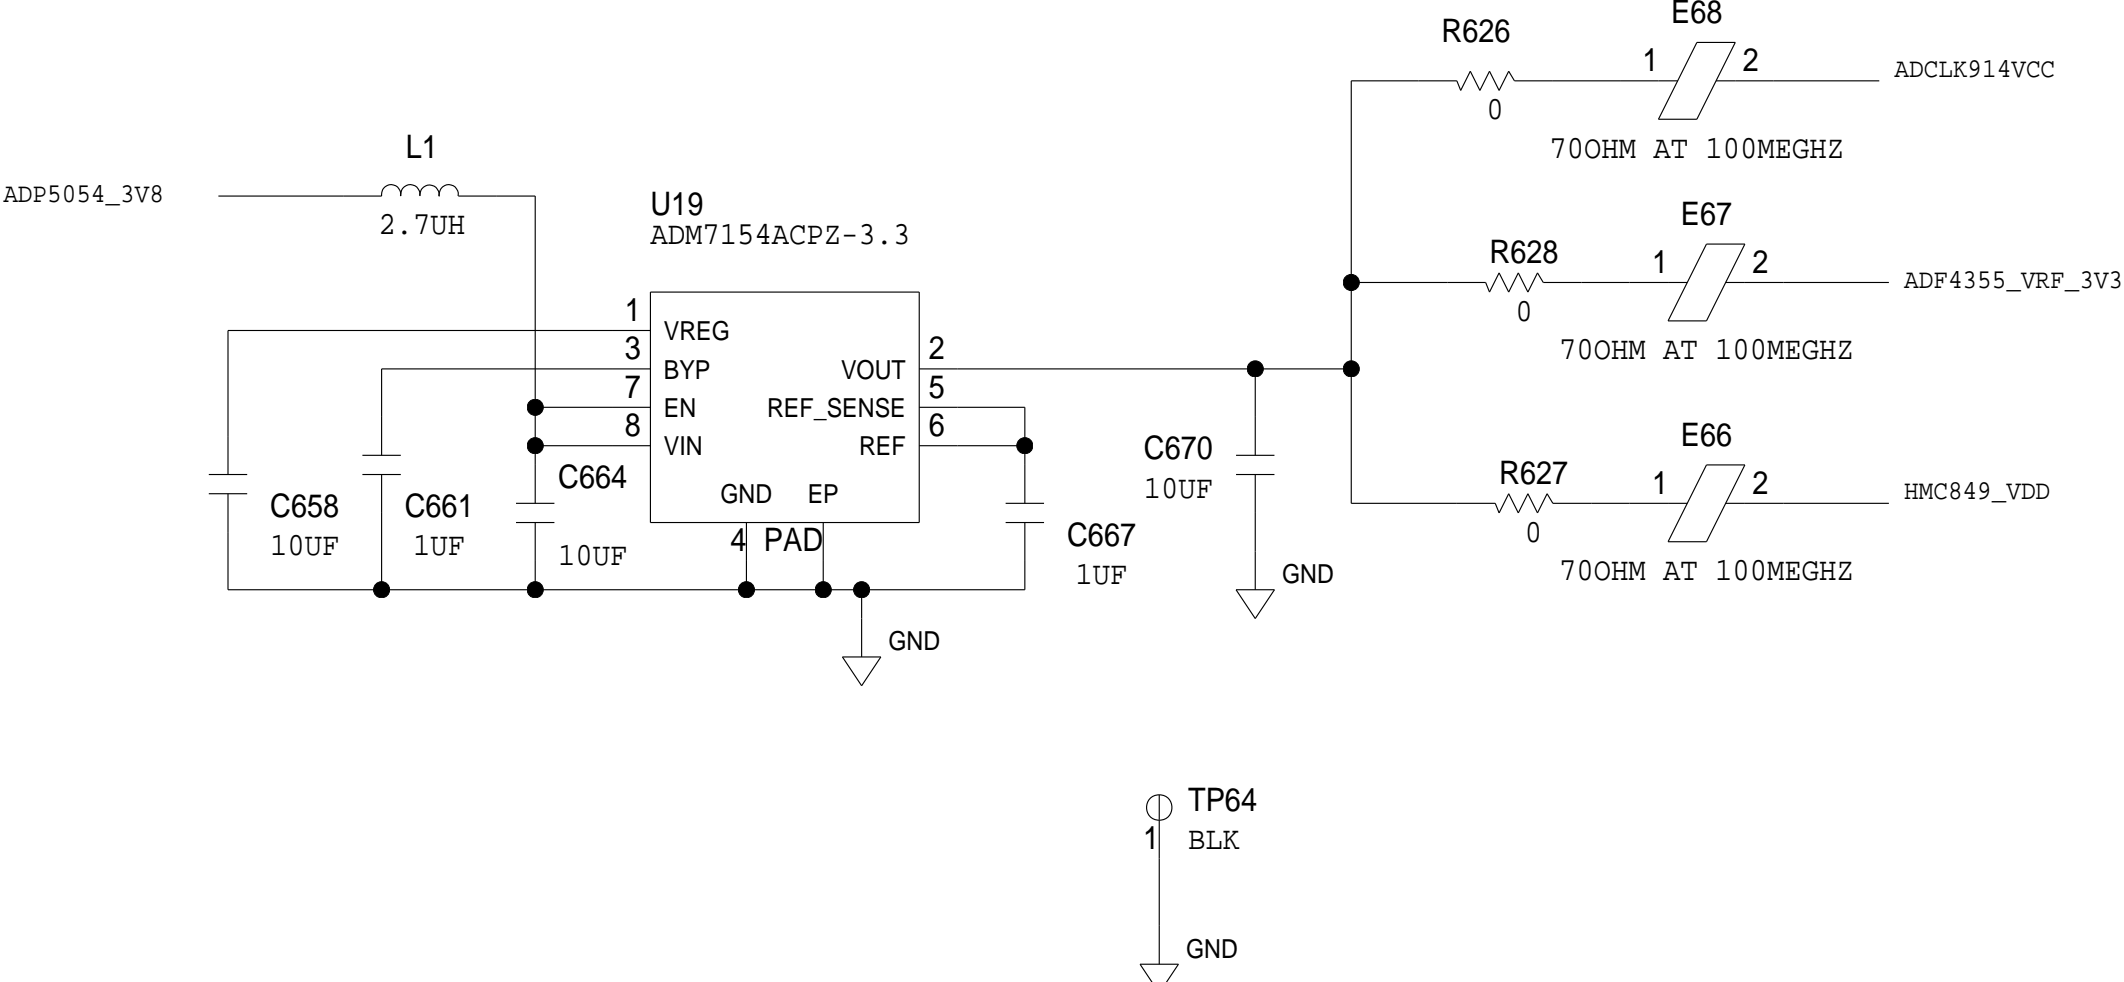 E68
R626
1
2
ADCLK914VCC
0
70OHM AT 100MEGHZ
L1
ADP5054_3V8
2.7UH
U19
ADM7154ACPZ-3.3
E67
R628
1
2
ADF4355_VRF_3V3
0
70OHM AT 100MEGHZ
1
VREG
3
BYP
VOUT
2
7
EN
REF_SENSE
5
8
VIN
REF
6
GND
EP
4
PAD
C658
10UF
C661
1UF
C664
10UF
C667
1UF
GND
C670
10UF
GND
E66
R627
1
2
HMC849_VDD
0
70OHM AT 100MEGHZ
TP64
1
BLK
GND